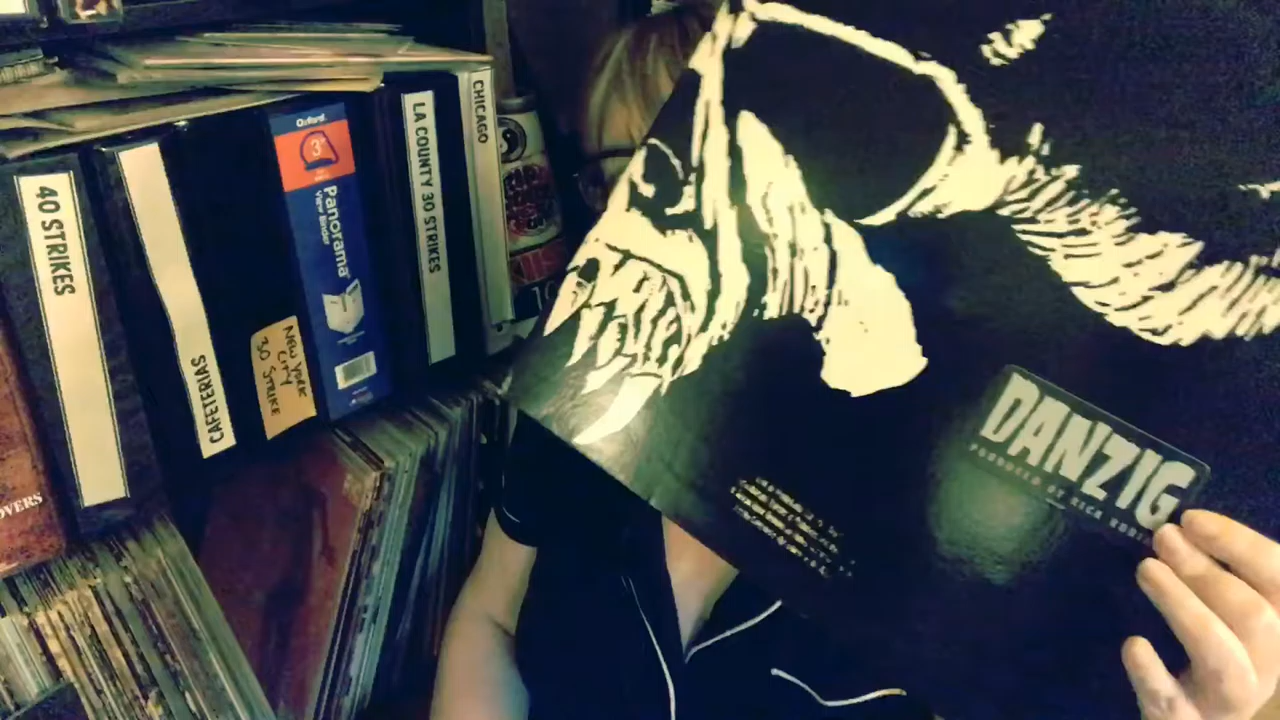 40 STRIKES
CAFETERIAS
NEW YORK
CITY
30 STRIKE
Oxford
3"
Panorama
View Binder
LA COUNTY 30 STRIKES
CHICAGO
OVERS
DANZIG
PRODUCED BY RICK RUBIN